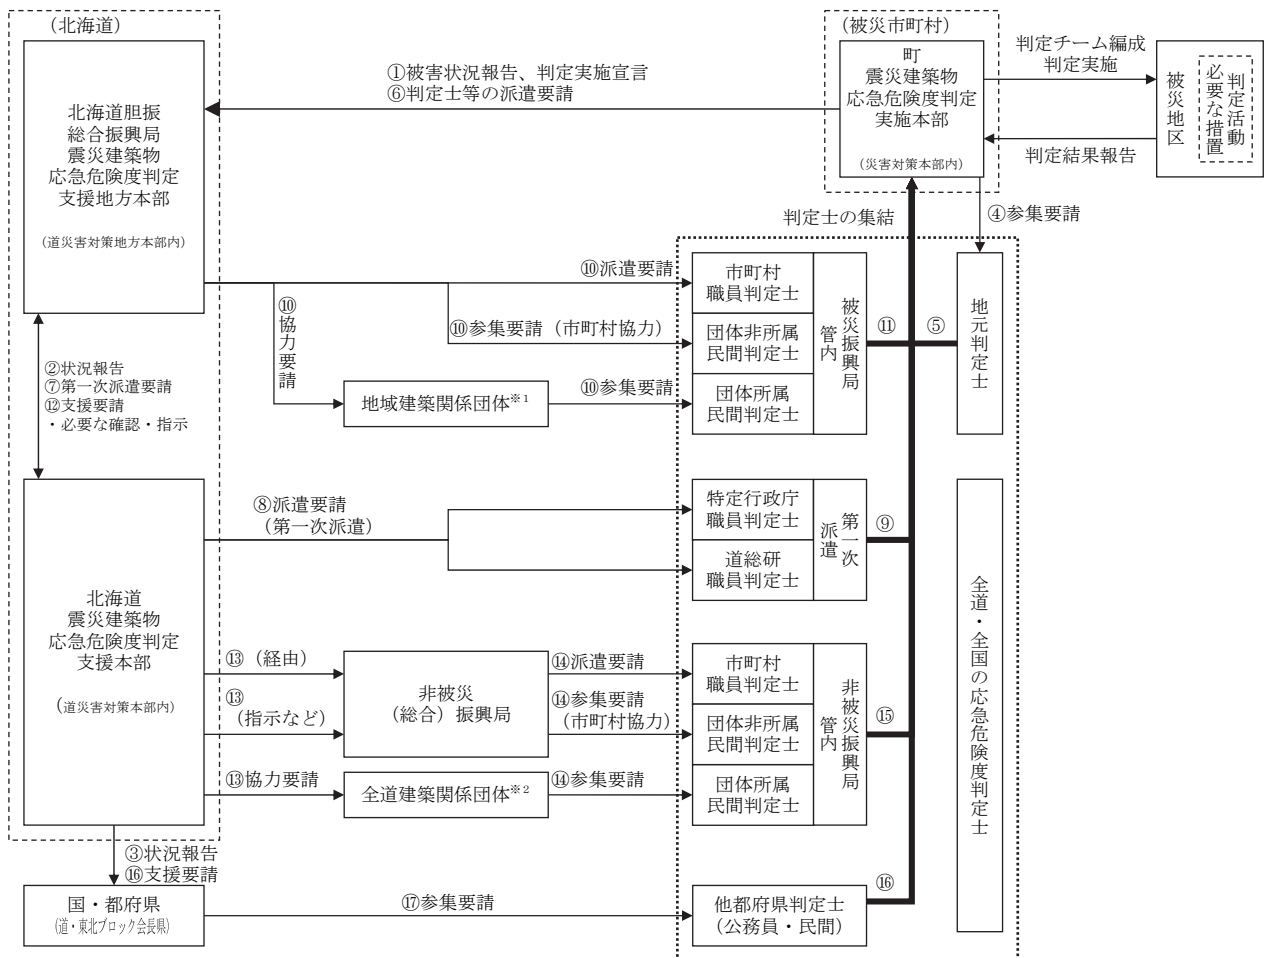 （北海道）
北海道胆振
総合振興局
震災建築物
応急危険度判定
支援地方本部
（道災害対策地方本部内）
①被害状況報告、判定実施宣言
⑥判定士等の派遣要請
（被災市町村）
町
震災建築物
応急危険度判定
実施本部
（災害対策本部内）
判定チーム編成
判定実施
判定結果報告
被災地区
判定活動
必要な措置
④参集要請
判定士の集結
⑩派遣要請
⑩協力要請
⑩参集要請（市町村協力）
地域建築関係団体※1
⑩参集要請
市町村
職員判定士
団体非所属
民間判定士
団体所属
民間判定士
被災振興局
管内
⑪
⑤
地元判定士
②状況報告
⑦第一次派遣要請
⑫支援要請
・必要な確認・指示
北海道
震災建築物
応急危険度判定
支援本部
（道災害対策本部内）
⑧派遣要請
（第一次派遣）
特定行政庁
職員判定士
道総研
職員判定士
第一次
派遣
⑨
全道・全国の応急危険度判定士
⑬（経由）
⑬
（指示など）
非被災
（総合）振興局
⑭派遣要請
⑭参集要請
（市町村協力）
⑬協力要請
全道建築関係団体※2
⑭参集要請
市町村
職員判定士
団体非所属
民間判定士
団体所属
民間判定士
非被災振興局
管内
⑮
③状況報告
⑯支援要請
国・都府県
（道・東北ブロック会長県）
⑰参集要請
他都府県判定士
（公務員・民間）
⑯